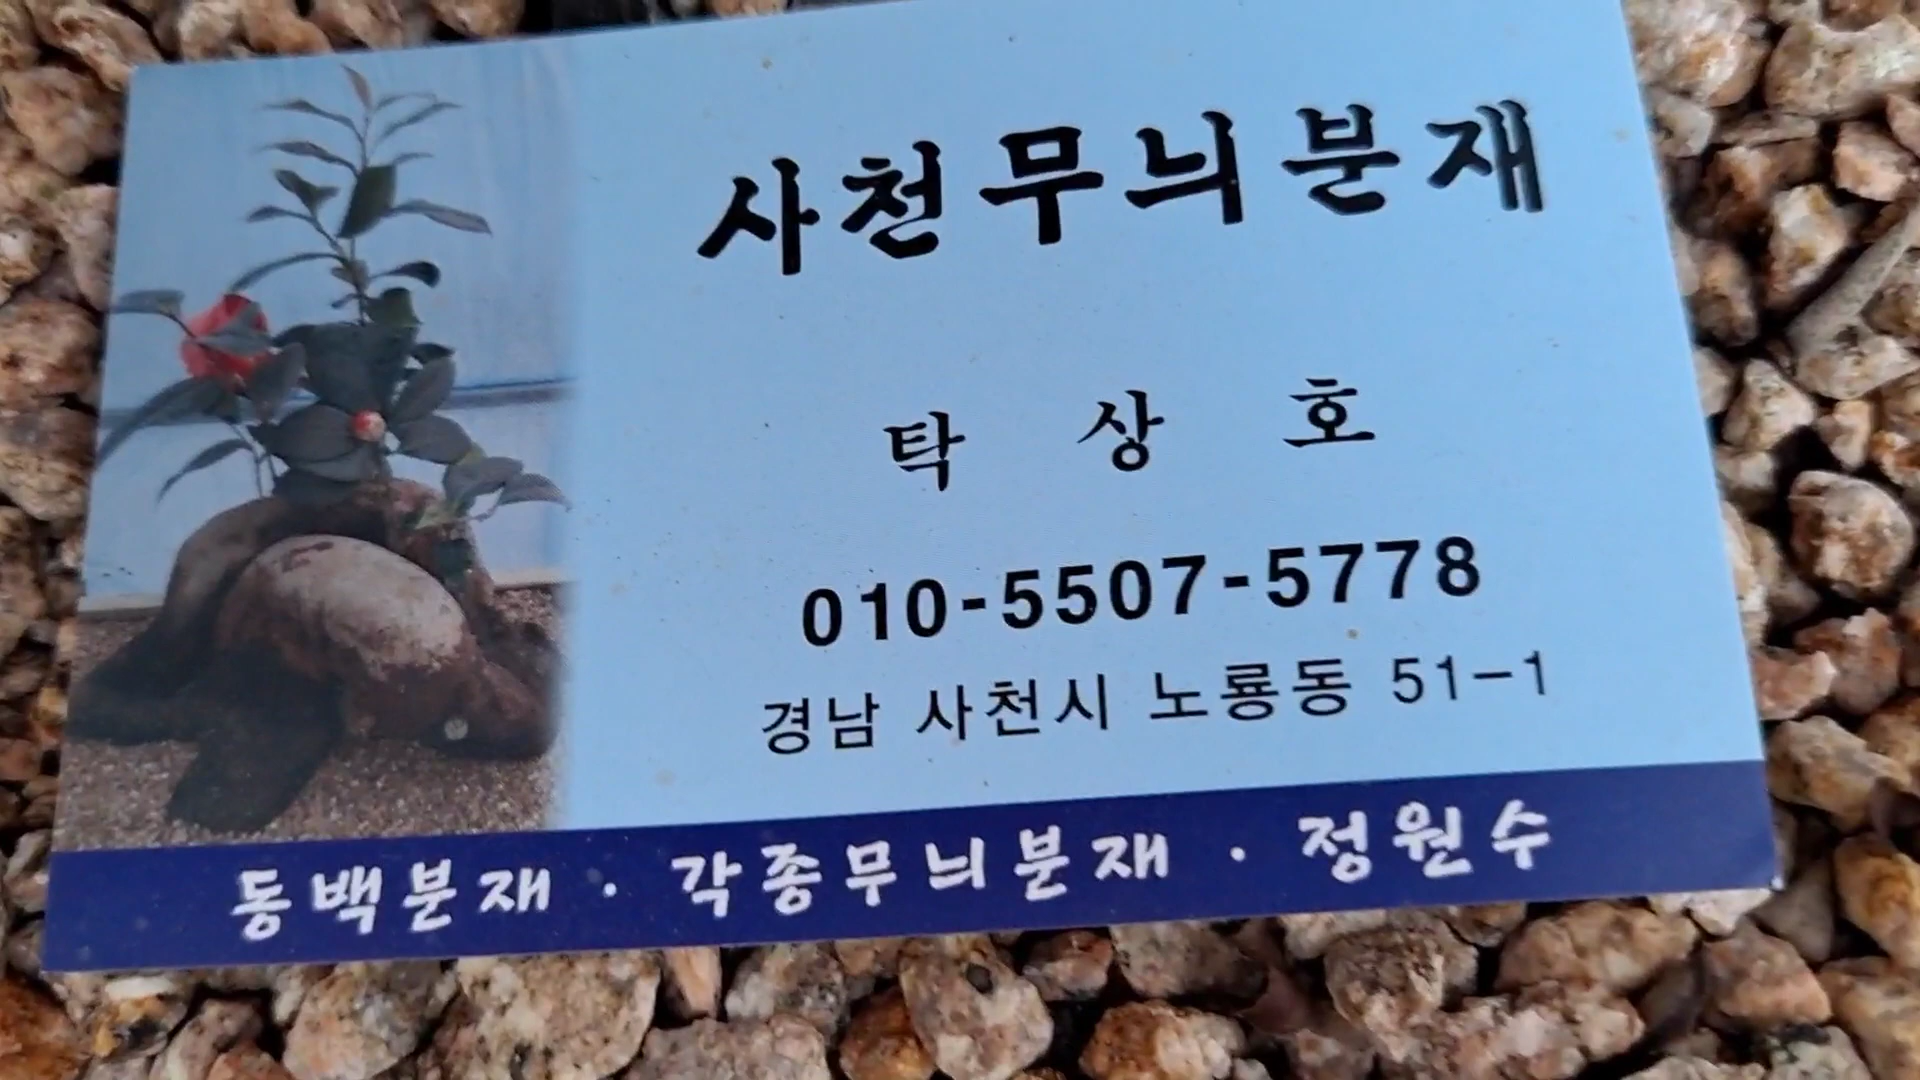 사천무늬분재
탁 상 호
010-5507-5778
경남 사천시 노룡동 51-1
동백분재 · 각종무늬분재 · 정원수